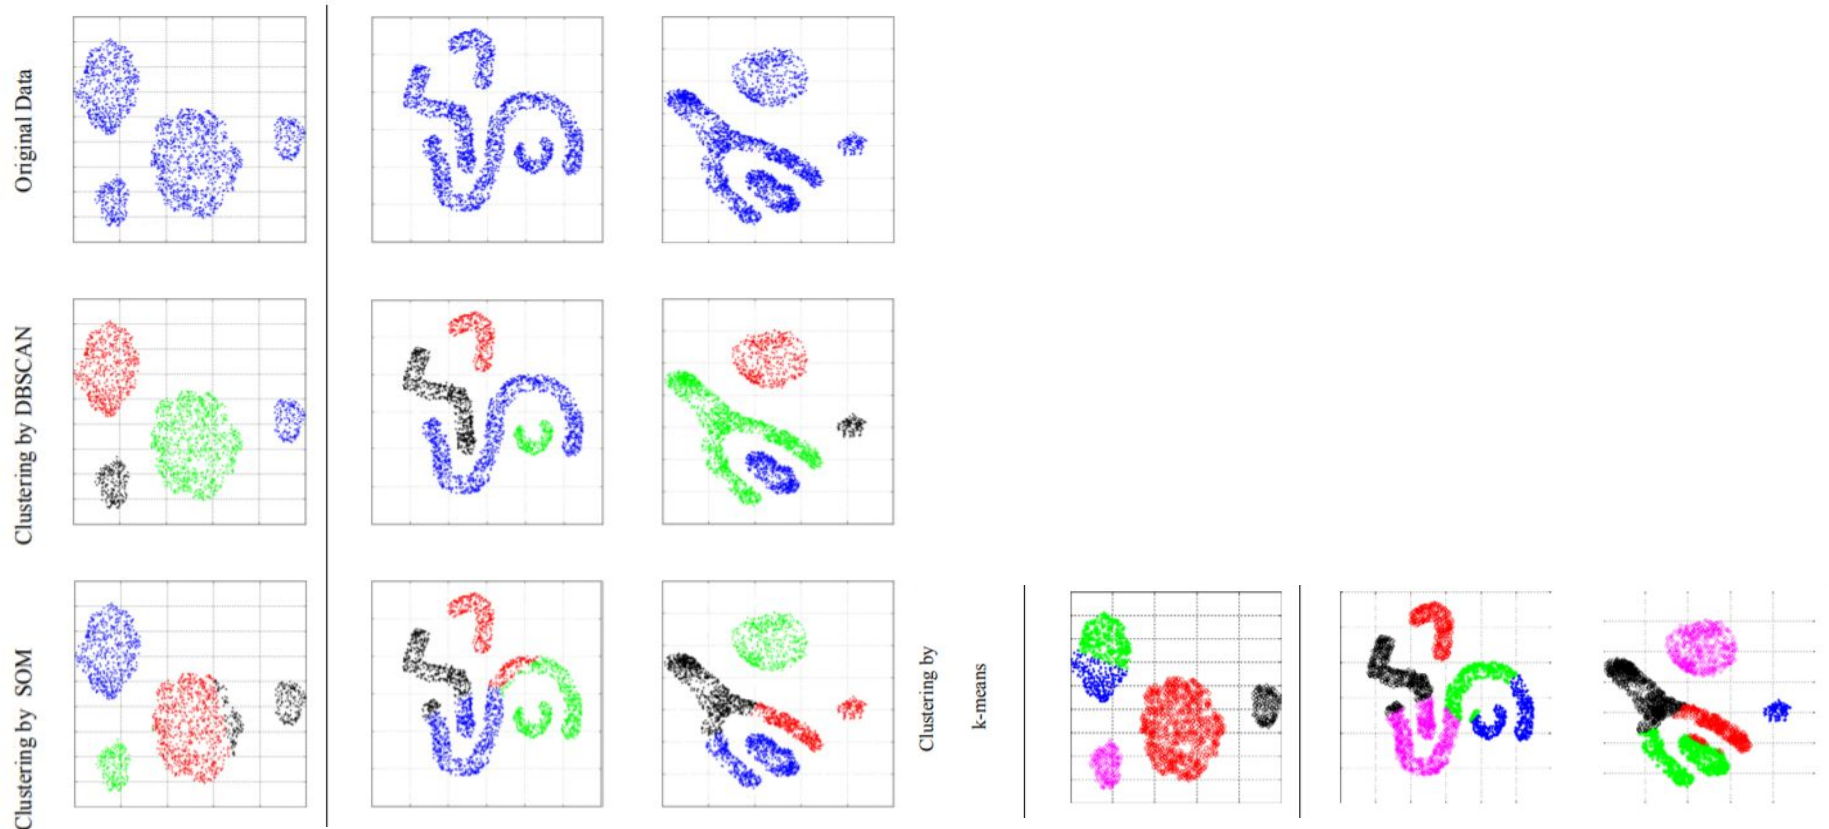 Original Data
Clustering by DBSCAN
Clustering by SOM
Clustering by
k-means